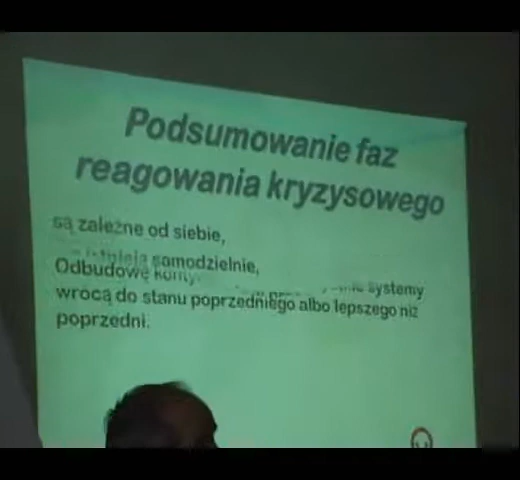 Podsumowanie faz
reagowania kryzysowego
są zależne od siebie,
samodzielnie,
Odbudowę systemy
wrócą do stanu poprzedniego albo lepszego niż
poprzedni.